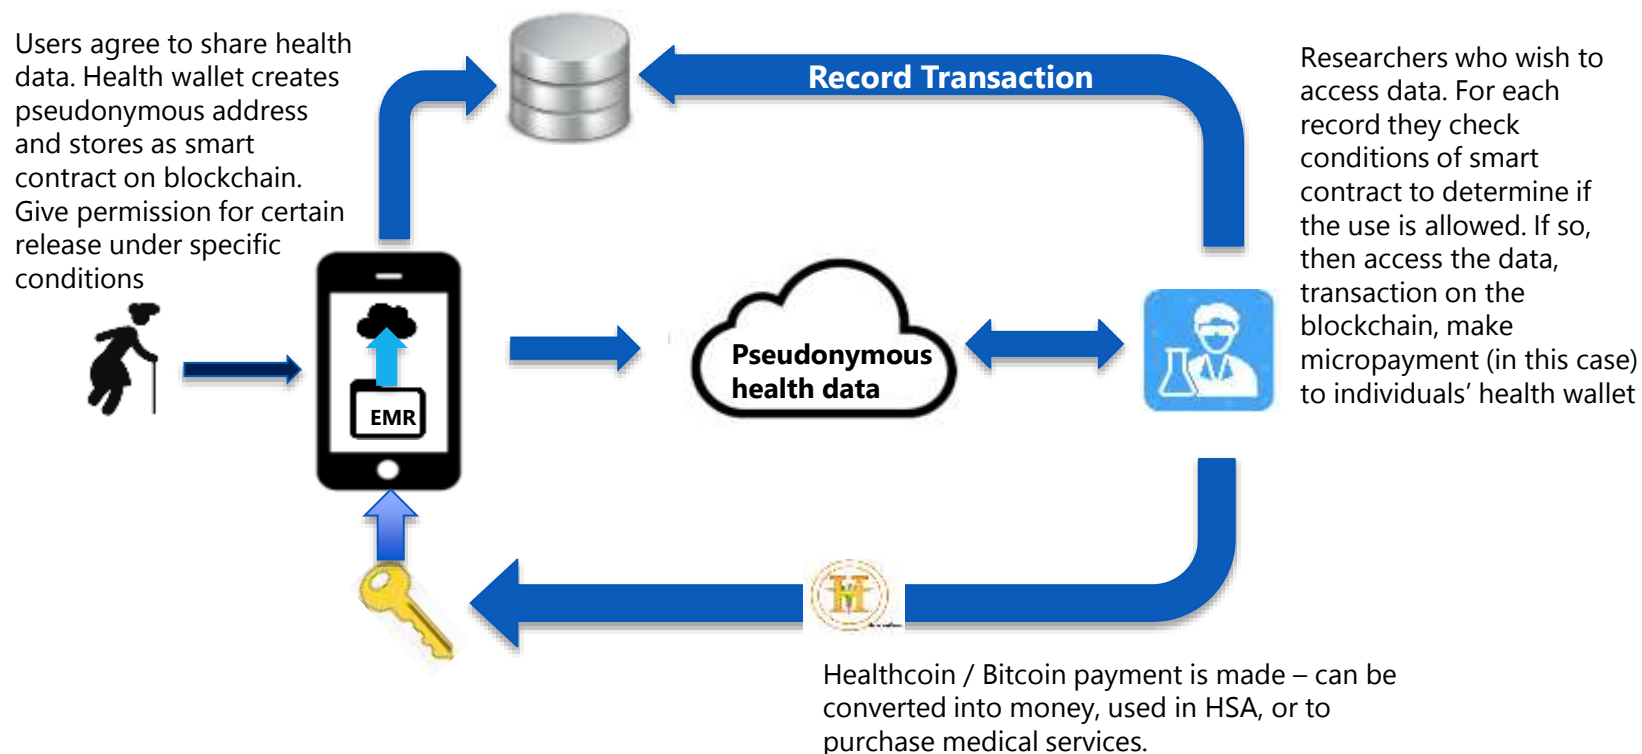 Users agree to share health
data. Health wallet creates
pseudonymous address
and stores as smart
contract on blockchain.
Give permission for certain
release under specific
conditions
Record Transaction
Researchers who wish to
access data. For each
record they check
conditions of smart
contract to determine if
the use is allowed. If so,
then access the data,
transaction on the
blockchain, make
micropayment (in this case)
to individuals’ health wallet
Pseudonymous
health data
EMR
H
Healthcoin / Bitcoin payment is made – can be
converted into money, used in HSA, or to
purchase medical services.